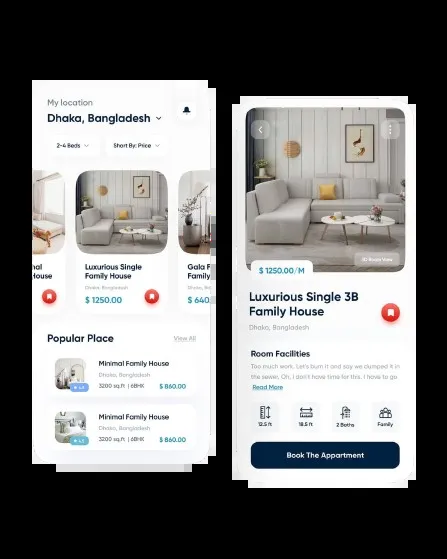 My location
Dhaka, Bangladesh
2-4 Beds
Short By: Price
nal
House
Luxurious Single
Family House
Dhaka, Bangladesh
$ 1250.00
Gala F
Family
Dhaka, Ba
$ 640.
Popular Place
View All
Minimal Family House
Dhaka, Bangladesh
3200 sq.ft | 6BHK
$ 860.00
Minimal Family House
Dhaka, Bangladesh
3200 sq.ft | 6BHK
$ 860.00
3D Room View
$ 1250.00/M
Luxurious Single 3B
Family House
Dhaka, Bangladesh
Room Facilities
Too much work. Let's burn it and say we dumped it in
the sewer. Oh, I don't have time for this. I have to go
Read More
12.5 ft
18.5 ft
2 Baths
Family
Book The Appartment